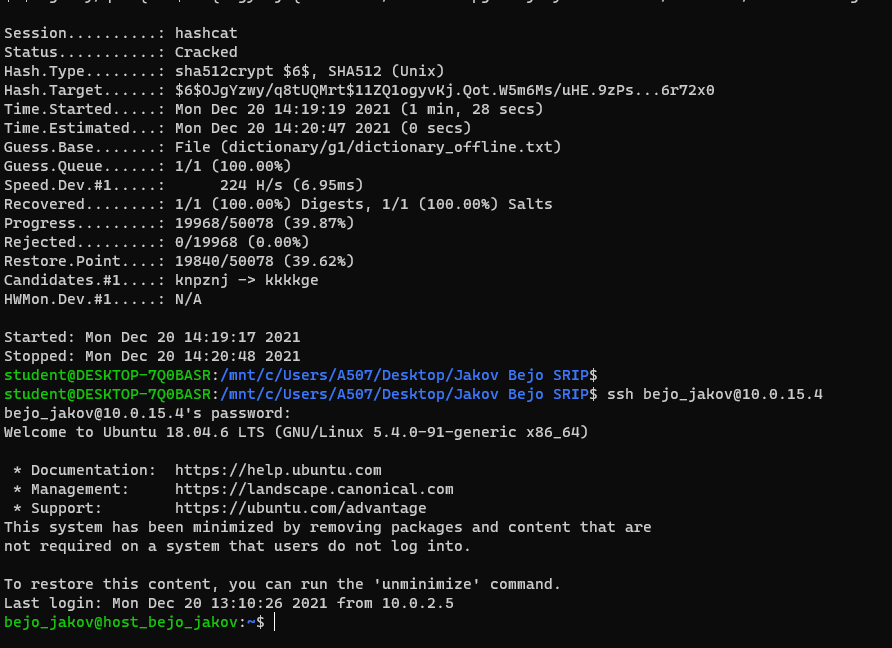 Session..........: hashcat
Status...........: Cracked
Hash.Type........: sha512crypt $6$, SHA512 (Unix)
Hash.Target......: $6$OJgYzwy/q8tUQMrt$11ZQ1ogyvKj.Qot.W5m6Ms/uHE.9zPs...6r72x0
Time.Started.....: Mon Dec 20 14:19:19 2021 (1 min, 28 secs)
Time.Estimated...: Mon Dec 20 14:20:47 2021 (0 secs)
Guess.Base.......: File (dictionary/g1/dictionary_offline.txt)
Guess.Queue......: 1/1 (100.00%)
Speed.Dev.#1.....:      224 H/s (6.95ms)
Recovered........: 1/1 (100.00%) Digests, 1/1 (100.00%) Salts
Progress.........: 19968/50078 (39.87%)
Rejected.........: 0/19968 (0.00%)
Restore.Point....: 19840/50078 (39.62%)
Candidates.#1....: knpznj -> kkkkge
HWMon.Dev.#1.....: N/A
Started: Mon Dec 20 14:19:17 2021
Stopped: Mon Dec 20 14:20:48 2021
student@DESKTOP-7Q0BASR:/mnt/c/Users/A507/Desktop/Jakov Bejo SRIP$
student@DESKTOP-7Q0BASR:/mnt/c/Users/A507/Desktop/Jakov Bejo SRIP$ ssh bejo_jakov@10.0.15.4
bejo_jakov@10.0.15.4's password:
Welcome to Ubuntu 18.04.6 LTS (GNU/Linux 5.4.0-91-generic x86_64)
 * Documentation:  https://help.ubuntu.com
 * Management:     https://landscape.canonical.com
 * Support:        https://ubuntu.com/advantage
This system has been minimized by removing packages and content that are
not required on a system that users do not log into.
To restore this content, you can run the 'unminimize' command.
Last login: Mon Dec 20 13:10:26 2021 from 10.0.2.5
bejo_jakov@host_bejo_jakov:~$